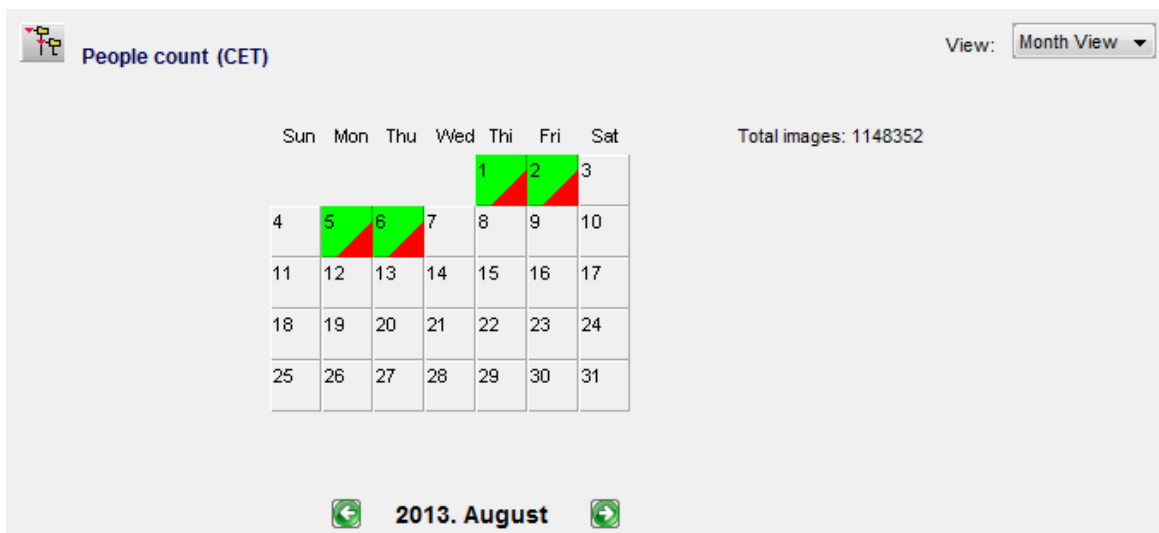 People count (CET)
View: Month View
Sun Mon Thu Wed Thi Fri Sat
Total images: 1148352
1 2 3
4 5 6 7 8 9 10
11 12 13 14 15 16 17
18 19 20 21 22 23 24
25 26 27 28 29 30 31
2013. August